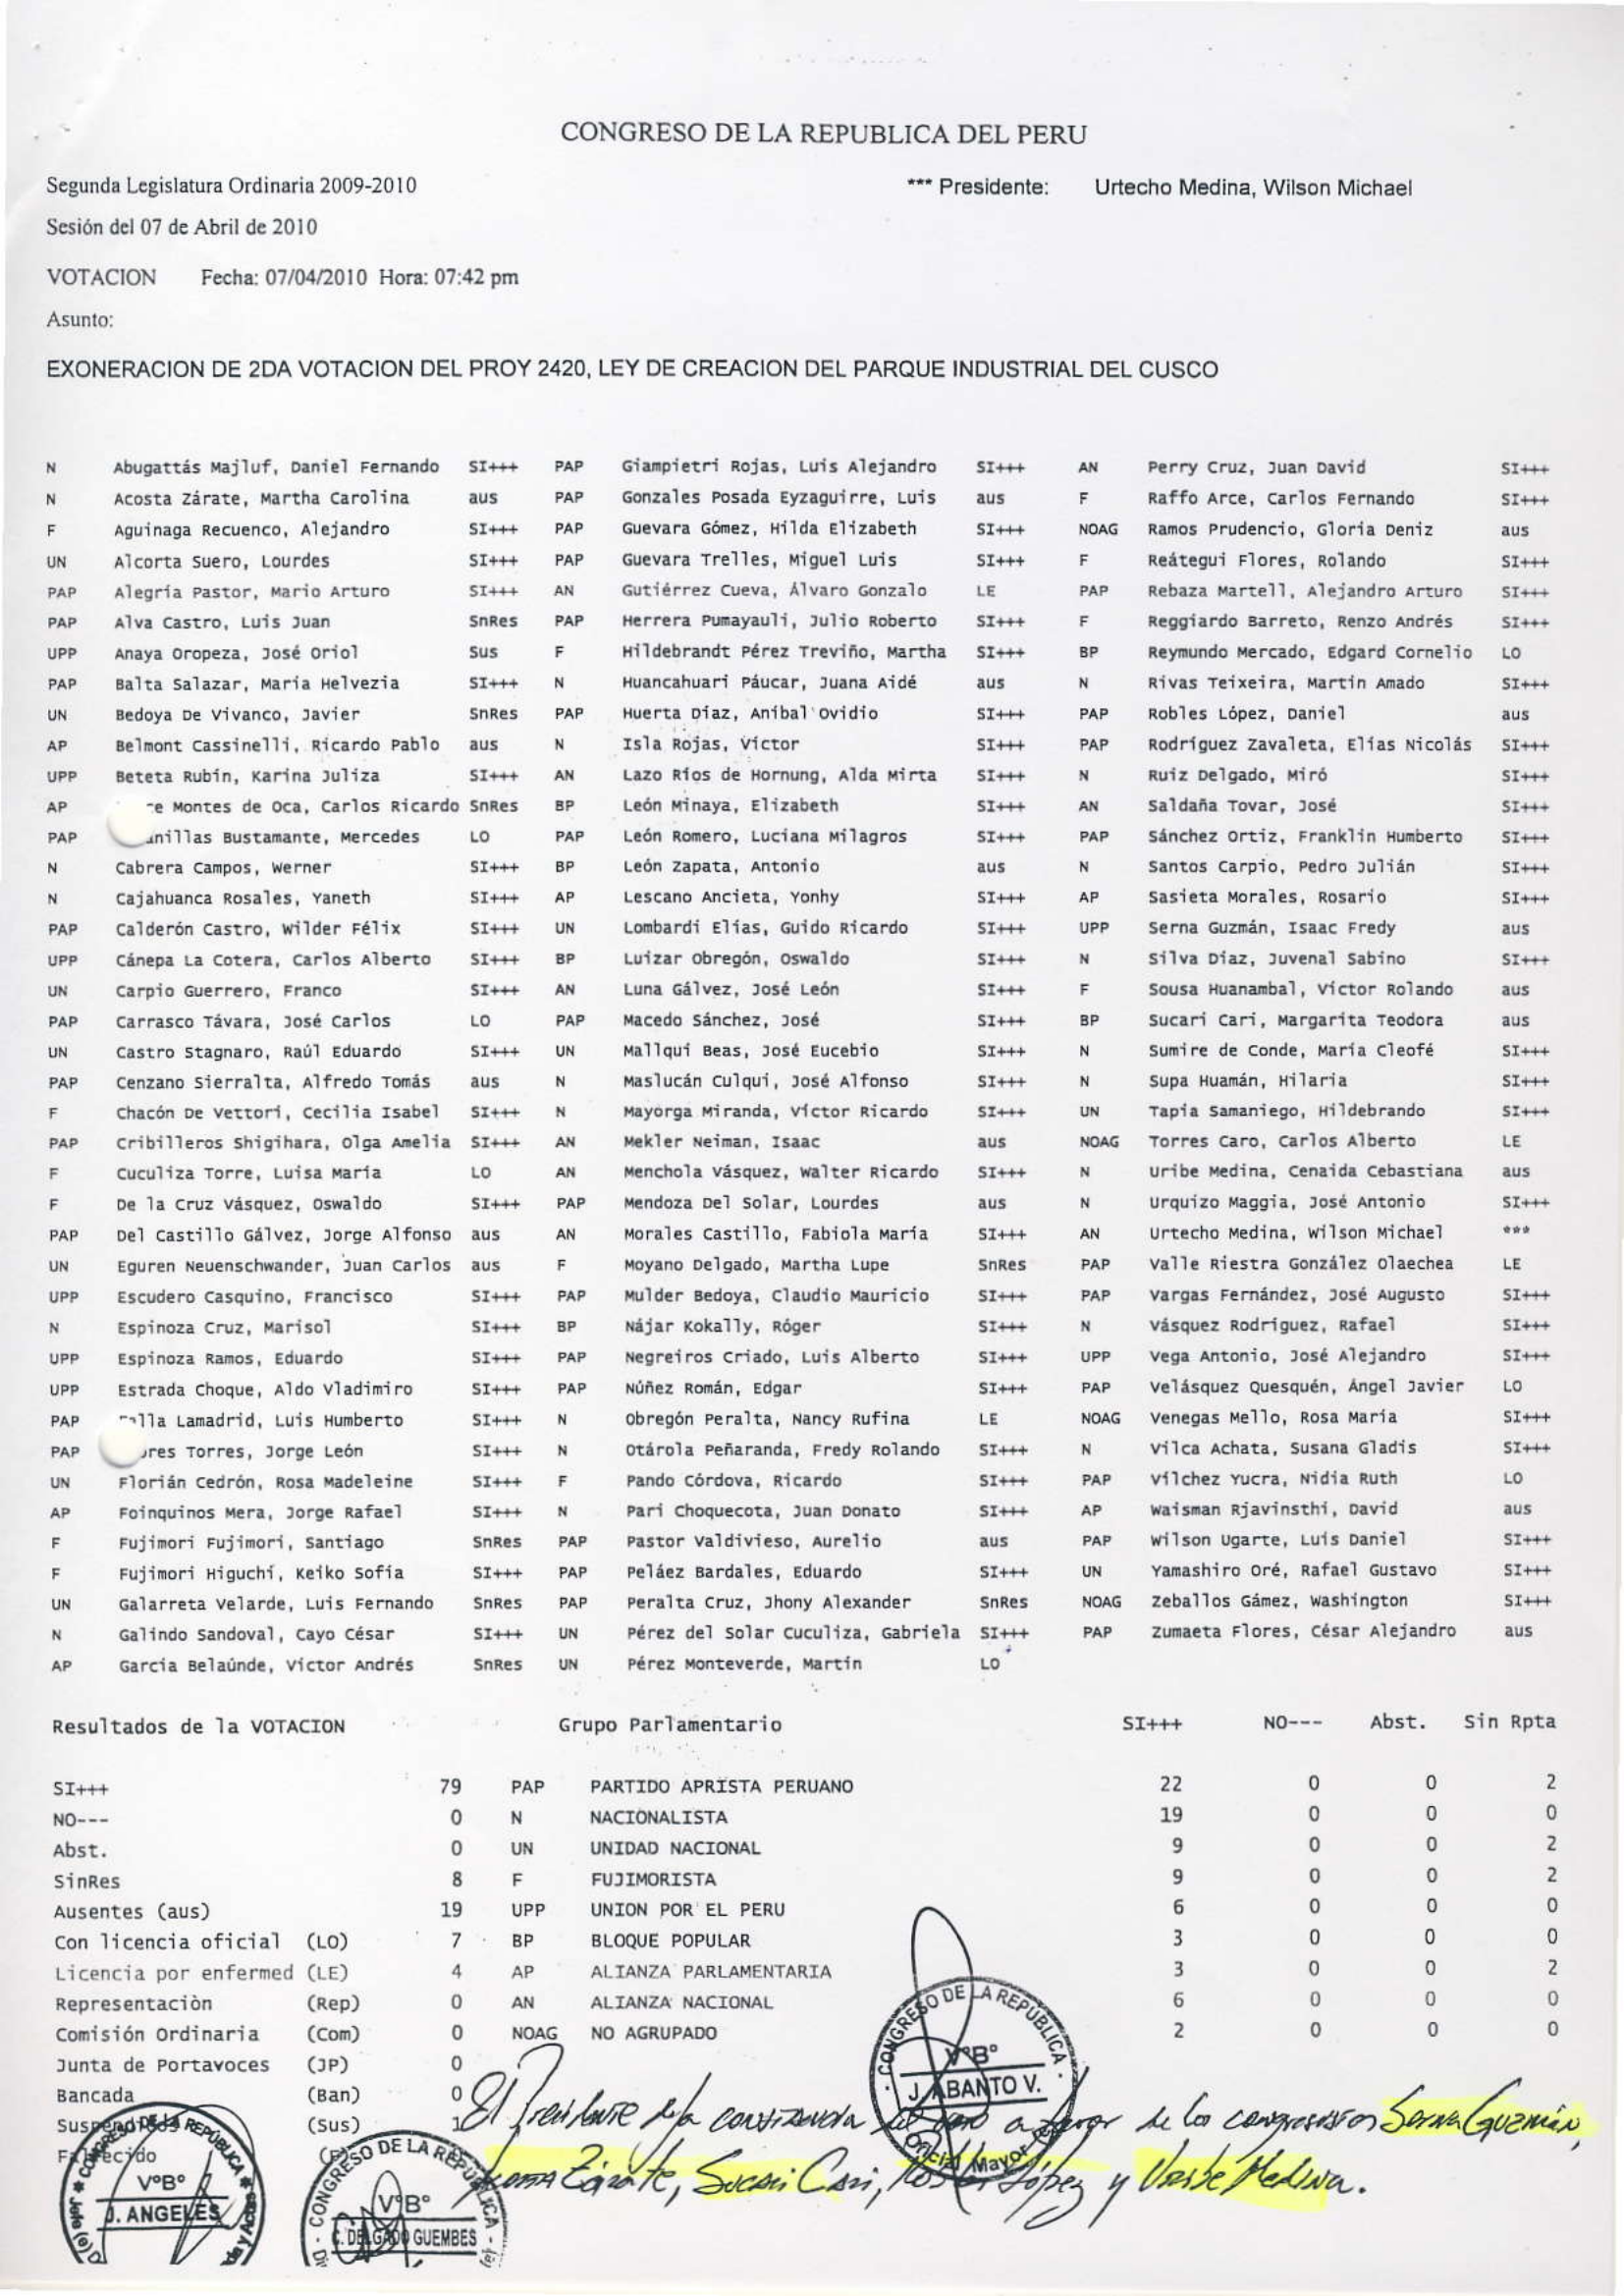 CONGRESO DE LA REPUBLICA DEL PERU
Segunda Legislatura Ordinaria 2009-2010 *** Presidente: Urtecho Medina, Wilson Michael
Sesión del 07 de Abril de 2010
VOTACION Fecha: 07/04/2010 Hora: 07:42 pm
Asunto:
EXONERACION DE 2DA VOTACION DEL PROY 2420, LEY DE CREACION DEL PARQUE INDUSTRIAL DEL CUSCO
N Abugattás Majluf, Daniel Fernando SI+++ PAP Giampietri Rojas, Luis Alejandro SI+++ AN Perry Cruz, Juan David SI+++
N Acosta Zárate, Martha Carolina aus PAP Gonzales Posada Eyzaguirre, Luis aus F Raffo Arce, Carlos Fernando SI+++
F Aguinaga Recuenco, Alejandro SI+++ PAP Guevara Gómez, Hilda Elizabeth SI+++ NOAG Ramos Prudencio, Gloria Deniz aus
UN Alcorta Suero, Lourdes SI+++ PAP Guevara Trelles, Miguel Luis SI+++ F Reátegui Flores, Rolando SI+++
PAP Alegría Pastor, Mario Arturo SI+++ AN Gutiérrez Cueva, Álvaro Gonzalo LE PAP Rebaza Martell, Alejandro Arturo SI+++
PAP Alva Castro, Luis Juan SnRes PAP Herrera Pumayauli, Julio Roberto SI+++ F Reggiardo Barreto, Renzo Andrés SI+++
UPP Anaya Oropeza, José Oriol Sus F Hildebrandt Pérez Treviño, Martha SI+++ BP Reymundo Mercado, Edgard Cornelio LO
PAP Balta Salazar, María Helvezia SI+++ N Huancahuari Páucar, Juana Aidé aus N Rivas Teixeira, Martín Amado SI+++
UN Bedoya De Vivanco, Javier SnRes PAP Huerta Díaz, Aníbal Ovidio SI+++ PAP Robles López, Daniel aus
AP Belmont Cassinelli, Ricardo Pablo aus N Isla Rojas, Víctor SI+++ PAP Rodríguez Zavaleta, Elías Nicolás SI+++
UPP Beteta Rubín, Karina Juliza SI+++ AN Lazo Ríos de Hornung, Alda Mirta SI+++ N Ruiz Delgado, Miró SI+++
AP Montes de Oca, Carlos Ricardo SnRes BP León Minaya, Elizabeth SI+++ AN Saldaña Tovar, José SI+++
PAP nillas Bustamante, Mercedes LO PAP León Romero, Luciana Milagros SI+++ PAP Sánchez Ortiz, Franklin Humberto SI+++
N Cabrera Campos, Werner SI+++ BP León Zapata, Antonio aus N Santos Carpio, Pedro Julián SI+++
N Cajahuanca Rosales, Yaneth SI+++ AP Lescano Ancieta, Yonhy SI+++ AP Sasieta Morales, Rosario SI+++
PAP Calderón Castro, Wilder Félix SI+++ UN Lombardi Elías, Guido Ricardo SI+++ UPP Serna Guzmán, Isaac Fredy aus
UPP Cánepa La Cotera, Carlos Alberto SI+++ BP Luizar Obregón, Oswaldo SI+++ N Silva Díaz, Juvenal Sabino SI+++
UN Carpio Guerrero, Franco SI+++ AN Luna Gálvez, José León SI+++ F Sousa Huanambal, Víctor Rolando aus
PAP Carrasco Távara, José Carlos LO PAP Macedo Sánchez, José SI+++ BP Sucari Cari, Margarita Teodora aus
UN Castro Stagnaro, Raúl Eduardo SI+++ UN Mallqui Beas, José Eucebio SI+++ N Sumire de Conde, María Cleofé SI+++
PAP Cenzano Sierralta, Alfredo Tomás aus N Maslucán Culqui, José Alfonso SI+++ N Supa Huamán, Hilaria SI+++
F Chacón De Vettori, Cecilia Isabel SI+++ N Mayorga Miranda, Víctor Ricardo SI+++ UN Tapia Samaniego, Hildebrando SI+++
PAP Cribilleros Shigihara, Olga Amelia SI+++ AN Mekler Neiman, Isaac aus NOAG Torres Caro, Carlos Alberto LE
F Cuculiza Torre, Luisa María LO AN Menchola Vásquez, Walter Ricardo SI+++ N Uribe Medina, Cenaida Cebastiana aus
F De la Cruz Vásquez, Oswaldo SI+++ PAP Mendoza Del Solar, Lourdes aus N Urquizo Maggia, José Antonio SI+++
PAP Del Castillo Gálvez, Jorge Alfonso aus AN Morales Castillo, Fabiola María SI+++ AN Urtecho Medina, Wilson Michael ***
UN Eguren Neuenschwander, Juan Carlos aus F Moyano Delgado, Martha Lupe SnRes PAP Valle Riestra González Olaechea LE
UPP Escudero Casquino, Francisco SI+++ PAP Mulder Bedoya, Claudio Mauricio SI+++ PAP Vargas Fernández, José Augusto SI+++
N Espinoza Cruz, Marisol SI+++ BP Nájar Kokally, Róger SI+++ N Vásquez Rodríguez, Rafael SI+++
UPP Espinoza Ramos, Eduardo SI+++ PAP Negreiros Criado, Luis Alberto SI+++ UPP Vega Antonio, José Alejandro SI+++
UPP Estrada Choque, Aldo Vladimiro SI+++ PAP Núñez Román, Edgar SI+++ PAP Velásquez Quesquén, Ángel Javier LO
PAP lla Lamadrid, Luis Humberto SI+++ N Obregón Peralta, Nancy Rufina LE NOAG Venegas Mello, Rosa María SI+++
PAP res Torres, Jorge León SI+++ N Otárola Peñaranda, Fredy Rolando SI+++ N Vilca Achata, Susana Gladis SI+++
UN Florián Cedrón, Rosa Madeleine SI+++ F Pando Córdova, Ricardo SI+++ PAP Vílchez Yucra, Nidia Ruth LO
AP Foinquinos Mera, Jorge Rafael SI+++ N Pari Choquecota, Juan Donato SI+++ AP Waisman Rjavinsthi, David aus
F Fujimori Fujimori, Santiago SnRes PAP Pastor Valdivieso, Aurelio aus PAP Wilson Ugarte, Luis Daniel SI+++
F Fujimori Higuchi, Keiko Sofía SI+++ PAP Peláez Bardales, Eduardo SI+++ UN Yamashiro Oré, Rafael Gustavo SI+++
UN Galarreta Velarde, Luis Fernando SnRes PAP Peralta Cruz, Jhony Alexander SnRes NOAG Zeballos Gámez, Washington SI+++
N Galindo Sandoval, Cayo César SI+++ UN Pérez del Solar Cuculiza, Gabriela SI+++ PAP Zumaeta Flores, César Alejandro aus
AP García Belaúnde, Víctor Andrés SnRes UN Pérez Monteverde, Martín LO
Resultados de la VOTACION Grupo Parlamentario SI+++ NO--- Abst. Sin Rpta
SI+++ 79 PAP PARTIDO APRISTA PERUANO 22 0 0 2
NO--- 0 N NACIONALISTA 19 0 0 0
Abst. 0 UN UNIDAD NACIONAL 9 0 0 2
SinRes 8 F FUJIMORISTA 9 0 0 2
Ausentes (aus) 19 UPP UNION POR EL PERU 6 0 0 0
Con licencia oficial (LO) 7 BP BLOQUE POPULAR 3 0 0 0
Licencia por enfermed (LE) 4 AP ALIANZA PARLAMENTARIA 3 0 0 2
Representaciòn (Rep) 0 AN ALIANZA NACIONAL 6 0 0 0
Comisión Ordinaria (Com) 0 NOAG NO AGRUPADO 2 0 0 0
Junta de Portavoces (JP) 0
Bancada (Ban) 0
Suspendidos (Sus) 1
Fallecido
El Presidente deja constancia del voto a favor de los congresistas Serna Guzmán,
Acosta Zárate, Sucari Cari, Robles López y Uribe Medina.
CONGRESO DE LA REPUBLICA
V°B°
J. ABANTO V.
Oficial Mayor
CONGRESO DE LA REPUBLICA
V°B°
J. ANGELES
Jefe (e)
CONGRESO DE LA REPUBLICA
V°B°
C. DELGADO GUEMBES